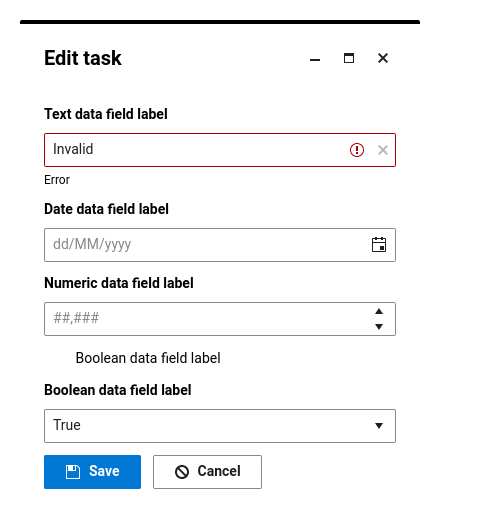 Edit task
Text data field label
Invalid
Error
Date data field label
dd/MM/yyyy
Numeric data field label
##,###
Boolean data field label
Boolean data field label
True
Save
Cancel